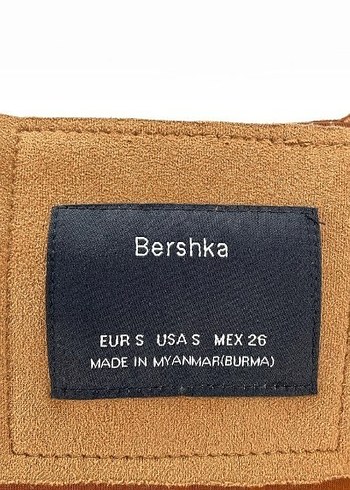 Bershka
EUR S USA S MEX 26
MADE IN MYANMAR(BURMA)